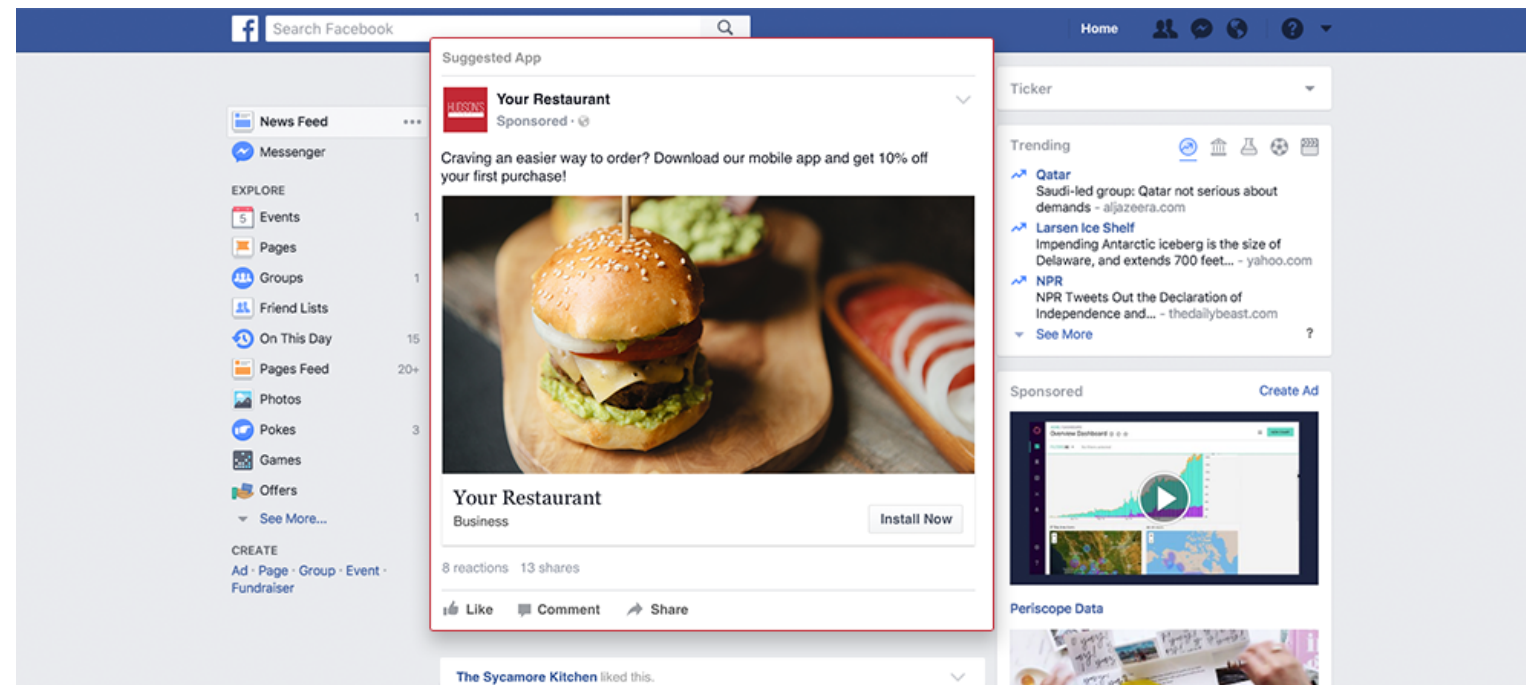 Search Facebook
Home
News Feed
Messenger
EXPLORE
5 Events 1
Pages
Groups 1
Friend Lists
On This Day 15
Pages Feed 20+
Photos
Pokes 3
Games
Offers
See More...
CREATE
Ad · Page · Group · Event ·
Fundraiser
Suggested App
HUDSON'S
Your Restaurant
Sponsored ·
Craving an easier way to order? Download our mobile app and get 10% off
your first purchase!
Your Restaurant
Business
Install Now
8 reactions 13 shares
Like Comment Share
The Sycamore Kitchen liked this.
Ticker
Trending
Qatar
Saudi-led group: Qatar not serious about
demands - aljazeera.com
Larsen Ice Shelf
Impending Antarctic iceberg is the size of
Delaware, and extends 700 feet... - yahoo.com
NPR
NPR Tweets Out the Declaration of
Independence and... - thedailybeast.com
See More ?
Sponsored Create Ad
Overview Dashboard
Periscope Data